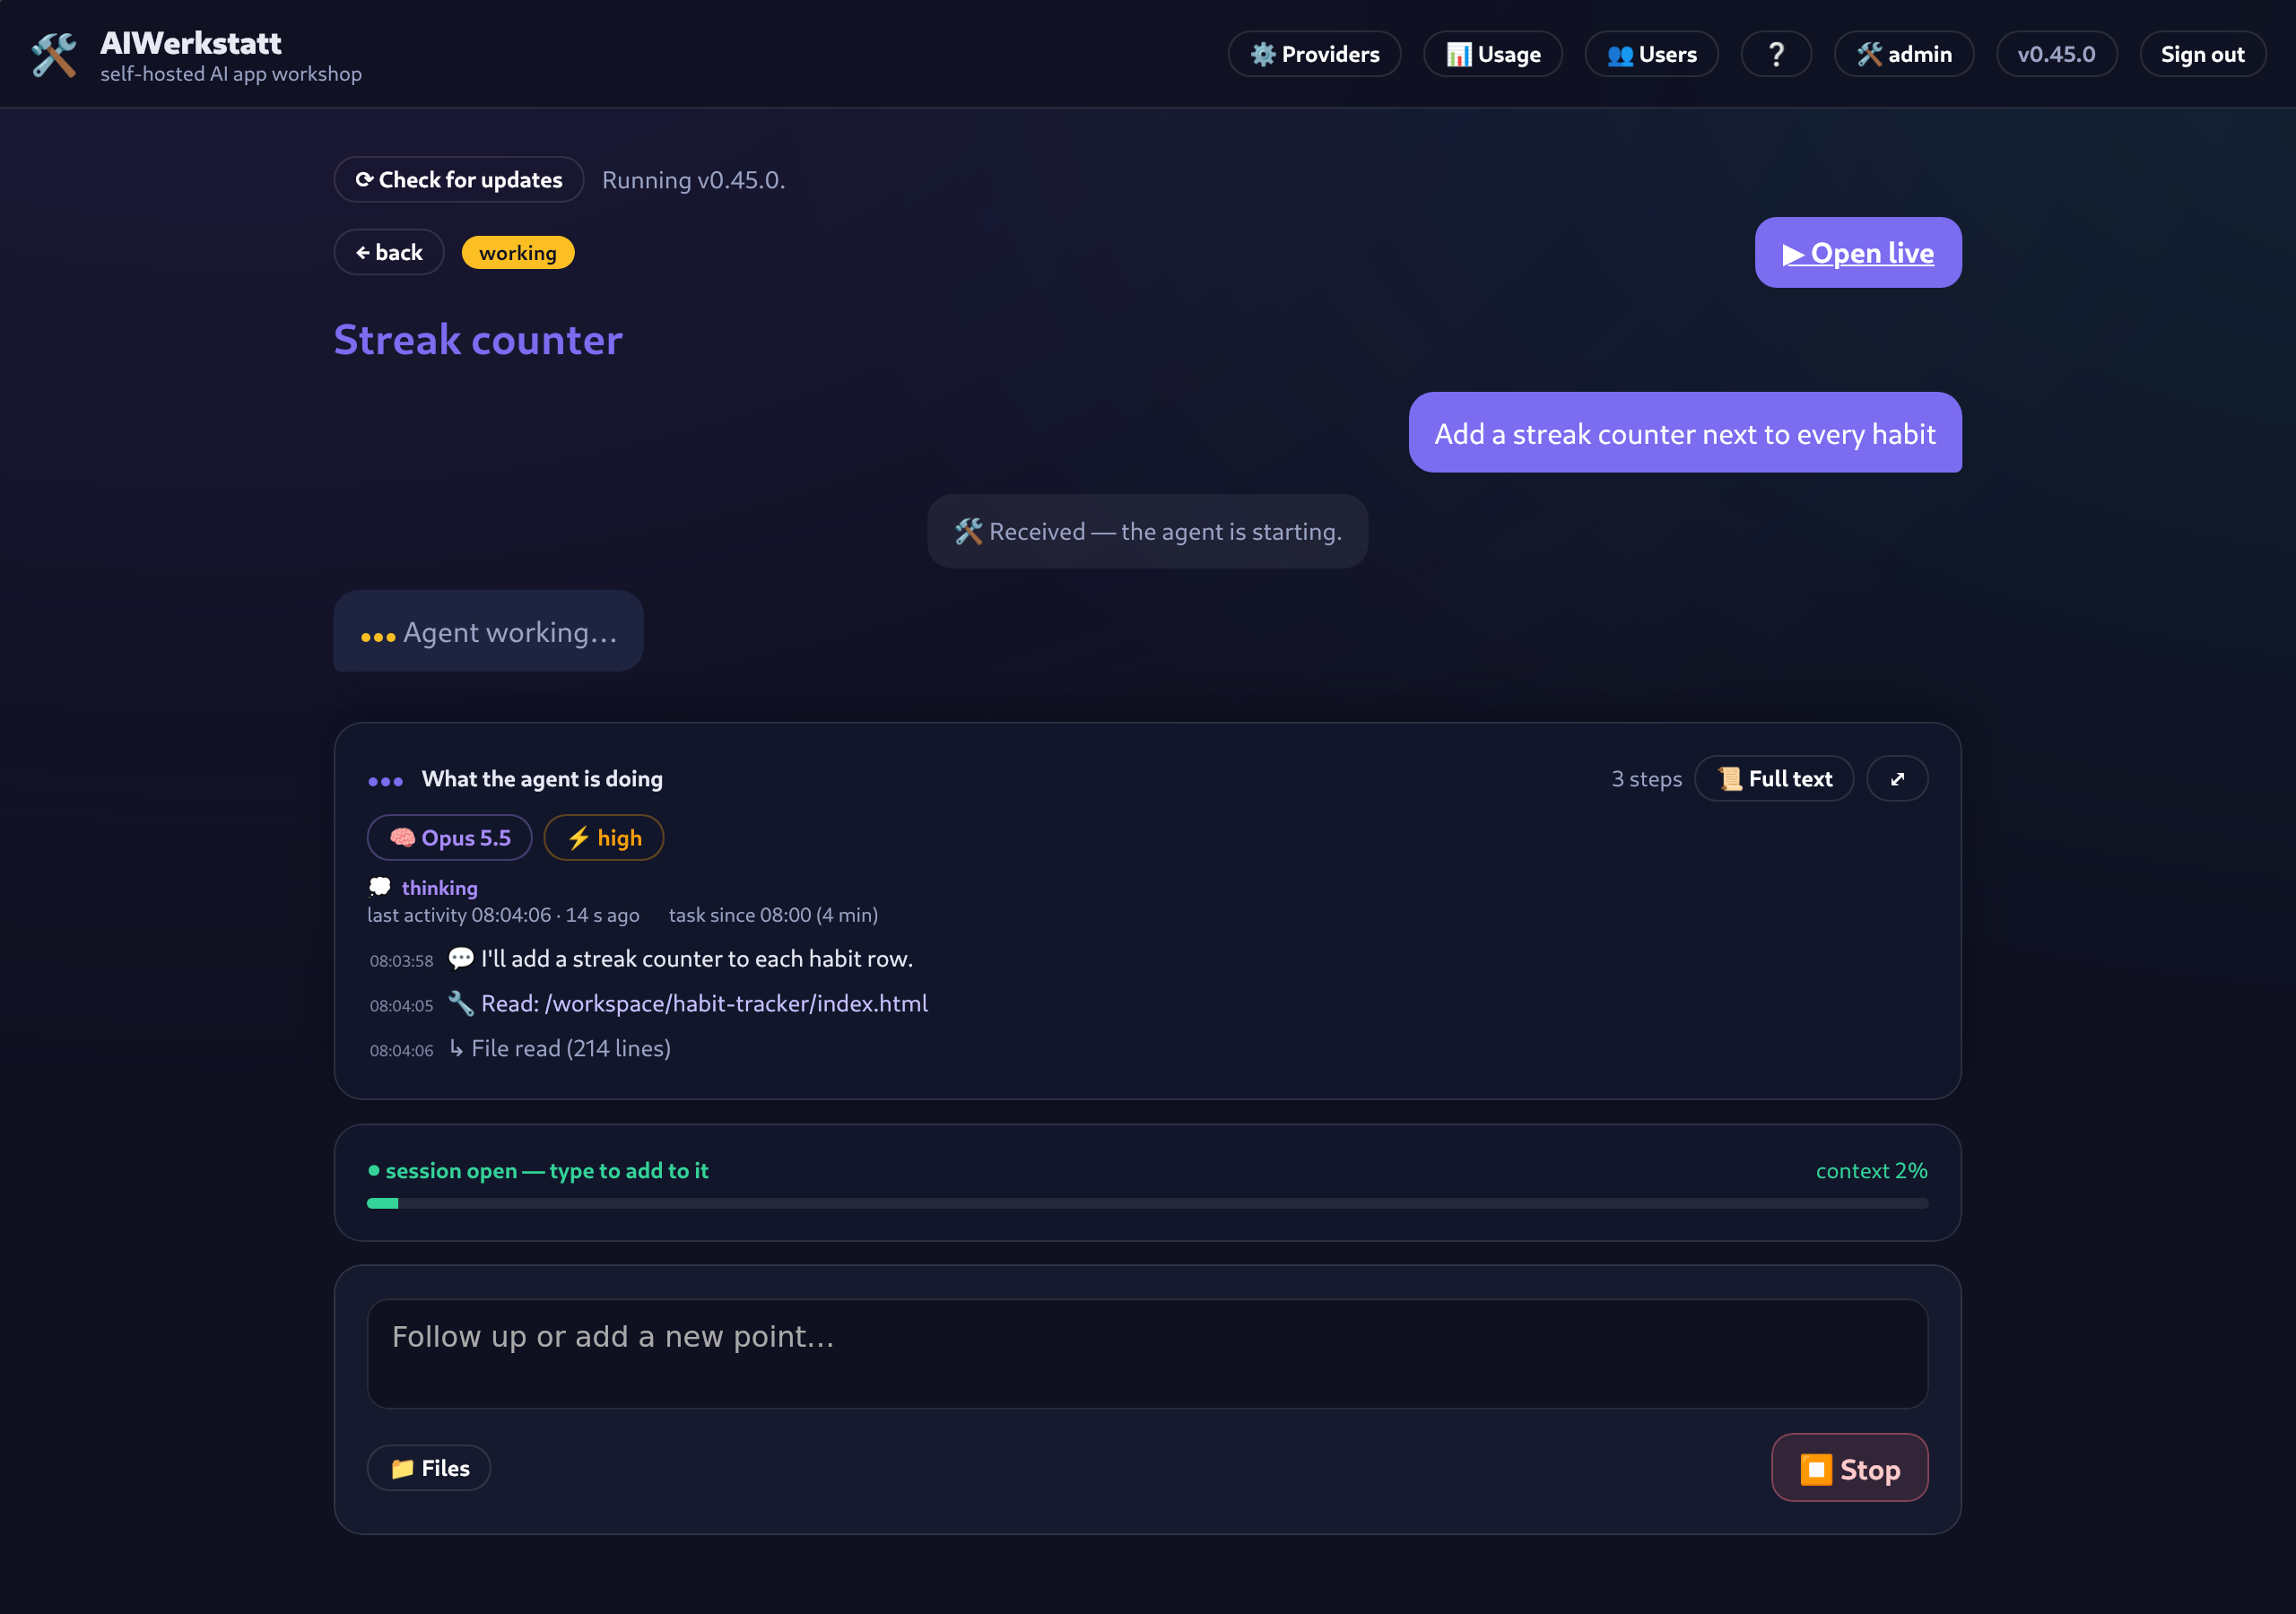 AIWerkstatt
self-hosted AI app workshop
⚙️ Providers
📊 Usage
👥 Users
❔
🛠️ admin
v0.45.0
Sign out
⟳ Check for updates
Running v0.45.0.
← back
working
▶ Open live
Streak counter
Add a streak counter next to every habit
🛠️ Received — the agent is starting.
●●● Agent working…
●●● What the agent is doing
3 steps
📜 Full text
⤢
🧠 Opus 5.5
⚡ high
💭 thinking
last activity 08:04:06 · 14 s ago task since 08:00 (4 min)
08:03:58 💬 I'll add a streak counter to each habit row.
08:04:05 🔧 Read: /workspace/habit-tracker/index.html
08:04:06 ↳ File read (214 lines)
● session open — type to add to it
context 2%
Follow up or add a new point…
📁 Files
⏹️ Stop